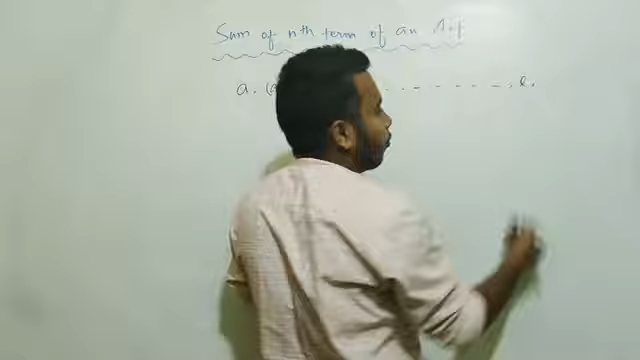 Sum of nth term of an A.P
a, (a . . - - - - - -, l.